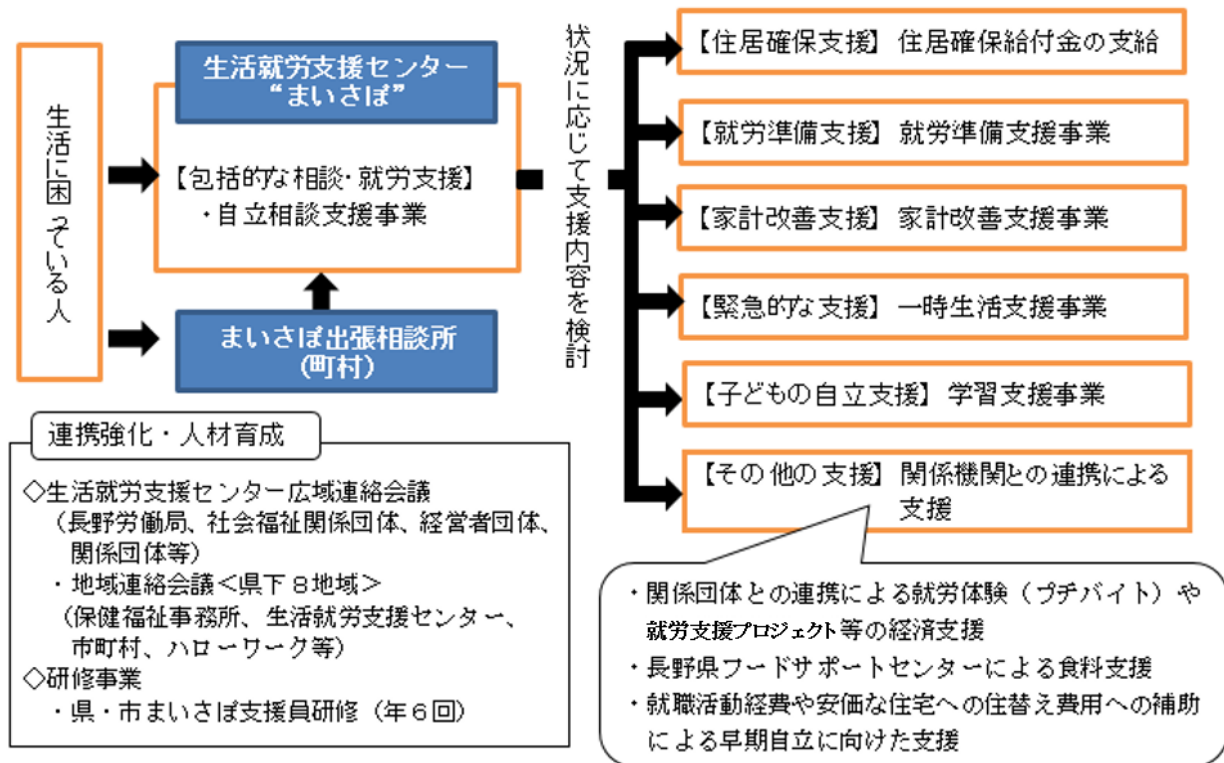 生活に困っている人
生活就労支援センター
“まいさぽ”
【包括的な相談・就労支援】
・自立相談支援事業
まいさぽ出張相談所
(町村)
状況に応じて支援内容を検討
【住居確保支援】 住居確保給付金の支給
【就労準備支援】 就労準備支援事業
【家計改善支援】 家計改善支援事業
【緊急的な支援】 一時生活支援事業
【子どもの自立支援】 学習支援事業
【その他の支援】 関係機関との連携による
支援
連携強化・人材育成
◇生活就労支援センター広域連絡会議
(長野労働局、社会福祉関係団体、経営者団体、
関係団体等)
・地域連絡会議<県下8地域>
(保健福祉事務所、生活就労支援センター、
市町村、ハローワーク等)
◇研修事業
・県・市まいさぽ支援員研修(年6回)
・関係団体との連携による就労体験(プチバイト)や
就労支援プロジェクト等の経済支援
・長野県フードサポートセンターによる食料支援
・就職活動経費や安価な住宅への住替え費用への補助
による早期自立に向けた支援